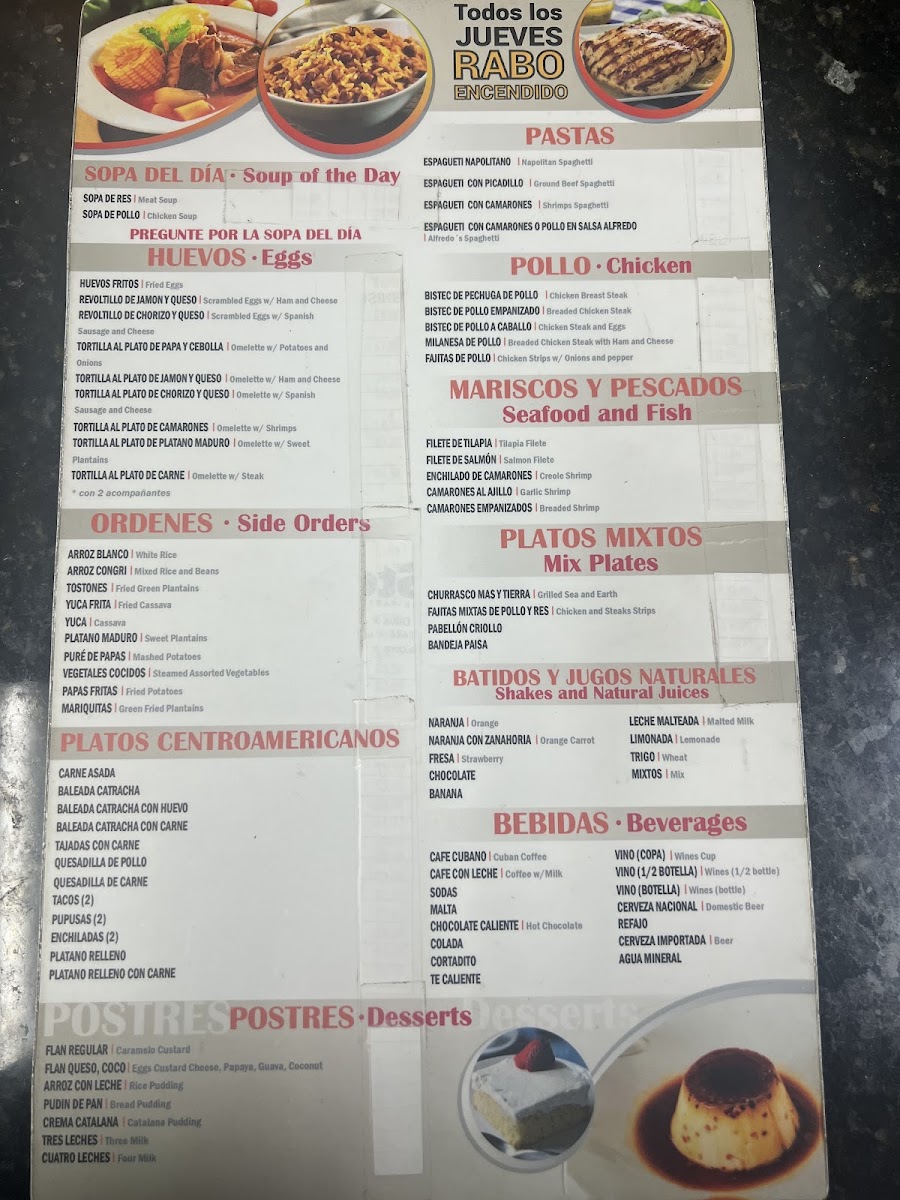 Todos los
JUEVES
RABO
ENCENDIDO
SOPA DEL DÍA · Soup of the Day
SOPA DE RES | Meat Soup
SOPA DE POLLO | Chicken Soup
PREGUNTE POR LA SOPA DEL DÍA
HUEVOS · Eggs
HUEVOS FRITOS | Fried Eggs
REVOLTILLO DE JAMON Y QUESO | Scrambled Eggs w/ Ham and Cheese
REVOLTILLO DE CHORIZO Y QUESO | Scrambled Eggs w/ Spanish
Sausage and Cheese
TORTILLA AL PLATO DE PAPA Y CEBOLLA | Omelette w/ Potatoes and
Onions
TORTILLA AL PLATO DE JAMON Y QUESO | Omelette w/ Ham and Cheese
TORTILLA AL PLATO DE CHORIZO Y QUESO | Omelette w/ Spanish
Sausage and Cheese
TORTILLA AL PLATO DE CAMARONES | Omelette w/ Shrimps
TORTILLA AL PLATO DE PLATANO MADURO | Omelette w/ Sweet
Plantains
TORTILLA AL PLATO DE CARNE | Omelette w/ Steak
* con 2 acompañantes
ORDENES · Side Orders
ARROZ BLANCO | White Rice
ARROZ CONGRI | Mixed Rice and Beans
TOSTONES | Fried Green Plantains
YUCA FRITA | Fried Cassava
YUCA | Cassava
PLATANO MADURO | Sweet Plantains
PURÉ DE PAPAS | Mashed Potatoes
VEGETALES COCIDOS | Steamed Assorted Vegetables
PAPAS FRITAS | Fried Potatoes
MARIQUITAS | Green Fried Plantains
PLATOS CENTROAMERICANOS
CARNE ASADA
BALEADA CATRACHA
BALEADA CATRACHA CON HUEVO
BALEADA CATRACHA CON CARNE
TAJADAS CON CARNE
QUESADILLA DE POLLO
QUESADILLA DE CARNE
TACOS (2)
PUPUSAS (2)
ENCHILADAS (2)
PLATANO RELLENO
PLATANO RELLENO CON CARNE
PASTAS
ESPAGUETI NAPOLITANO | Napolitan Spaghetti
ESPAGUETI CON PICADILLO | Ground Beef Spaghetti
ESPAGUETI CON CAMARONES | Shrimps Spaghetti
ESPAGUETI CON CAMARONES O POLLO EN SALSA ALFREDO
| Alfredo´s Spaghetti
POLLO · Chicken
BISTEC DE PECHUGA DE POLLO | Chicken Breast Steak
BISTEC DE POLLO EMPANIZADO | Breaded Chicken Steak
BISTEC DE POLLO A CABALLO | Chicken Steak and Eggs
MILANESA DE POLLO | Breaded Chicken Steak with Ham and Cheese
FAJITAS DE POLLO | Chicken Strips w/ Onions and pepper
MARISCOS Y PESCADOS
Seafood and Fish
FILETE DE TILAPIA | Tilapia Filete
FILETE DE SALMÓN | Salmon Filete
ENCHILADO DE CAMARONES | Creole Shrimp
CAMARONES AL AJILLO | Garlic Shrimp
CAMARONES EMPANIZADOS | Breaded Shrimp
PLATOS MIXTOS
Mix Plates
CHURRASCO MAS Y TIERRA | Grilled Sea and Earth
FAJITAS MIXTAS DE POLLO Y RES | Chicken and Steaks Strips
PABELLÓN CRIOLLO
BANDEJA PAISA
BATIDOS Y JUGOS NATURALES
Shakes and Natural Juices
NARANJA | Orange
NARANJA CON ZANAHORIA | Orange Carrot
FRESA | Strawberry
CHOCOLATE
BANANA
LECHE MALTEADA | Malted Milk
LIMONADA | Lemonade
TRIGO | Wheat
MIXTOS | Mix
BEBIDAS · Beverages
CAFE CUBANO | Cuban Coffee
CAFE CON LECHE | Coffee w/Milk
SODAS
MALTA
CHOCOLATE CALIENTE | Hot Chocolate
COLADA
CORTADITO
TE CALIENTE
VINO (COPA) | Wines Cup
VINO (1/2 BOTELLA) | Wines (1/2 bottle)
VINO (BOTELLA) | Wines (bottle)
CERVEZA NACIONAL | Domestic Beer
REFAJO
CERVEZA IMPORTADA | Beer
AGUA MINERAL
POSTRES POSTRES · Desserts Desserts
FLAN REGULAR | Caramelo Custard
FLAN QUESO, COCO | Eggs Custard Cheese, Papaya, Guava, Coconut
ARROZ CON LECHE | Rice Pudding
PUDIN DE PAN | Bread Pudding
CREMA CATALANA | Catalana Pudding
TRES LECHES | Three Milk
CUATRO LECHES | Four Milk